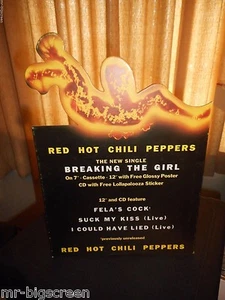 RED HOT CHILI PEPPERS
THE NEW SINGLE
BREAKING THE GIRL
On 7" · Cassette · 12" with Free Glossy Poster
CD with Free Lollapalooza Sticker
12" and CD feature
FELA'S COCK*
SUCK MY KISS (Live)
I COULD HAVE LIED (Live)
*previously unreleased
RED HOT CHILI PEPPERS
mr-bigscreen